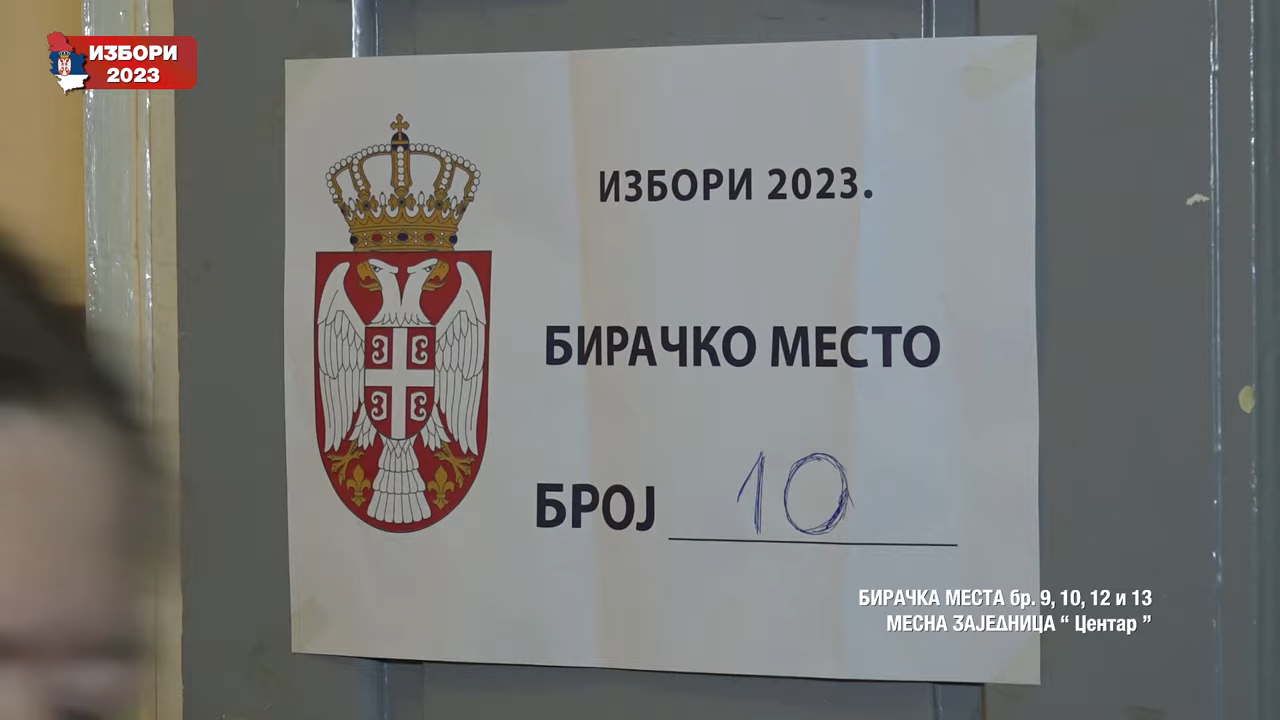 ИЗБОРИ
2023
ИЗБОРИ 2023.
БИРАЧКО МЕСТО
БРОЈ 10
БИРАЧКА МЕСТА бр. 9, 10, 12 и 13
МЕСНА ЗАЈЕДНИЦА “ Центар ”